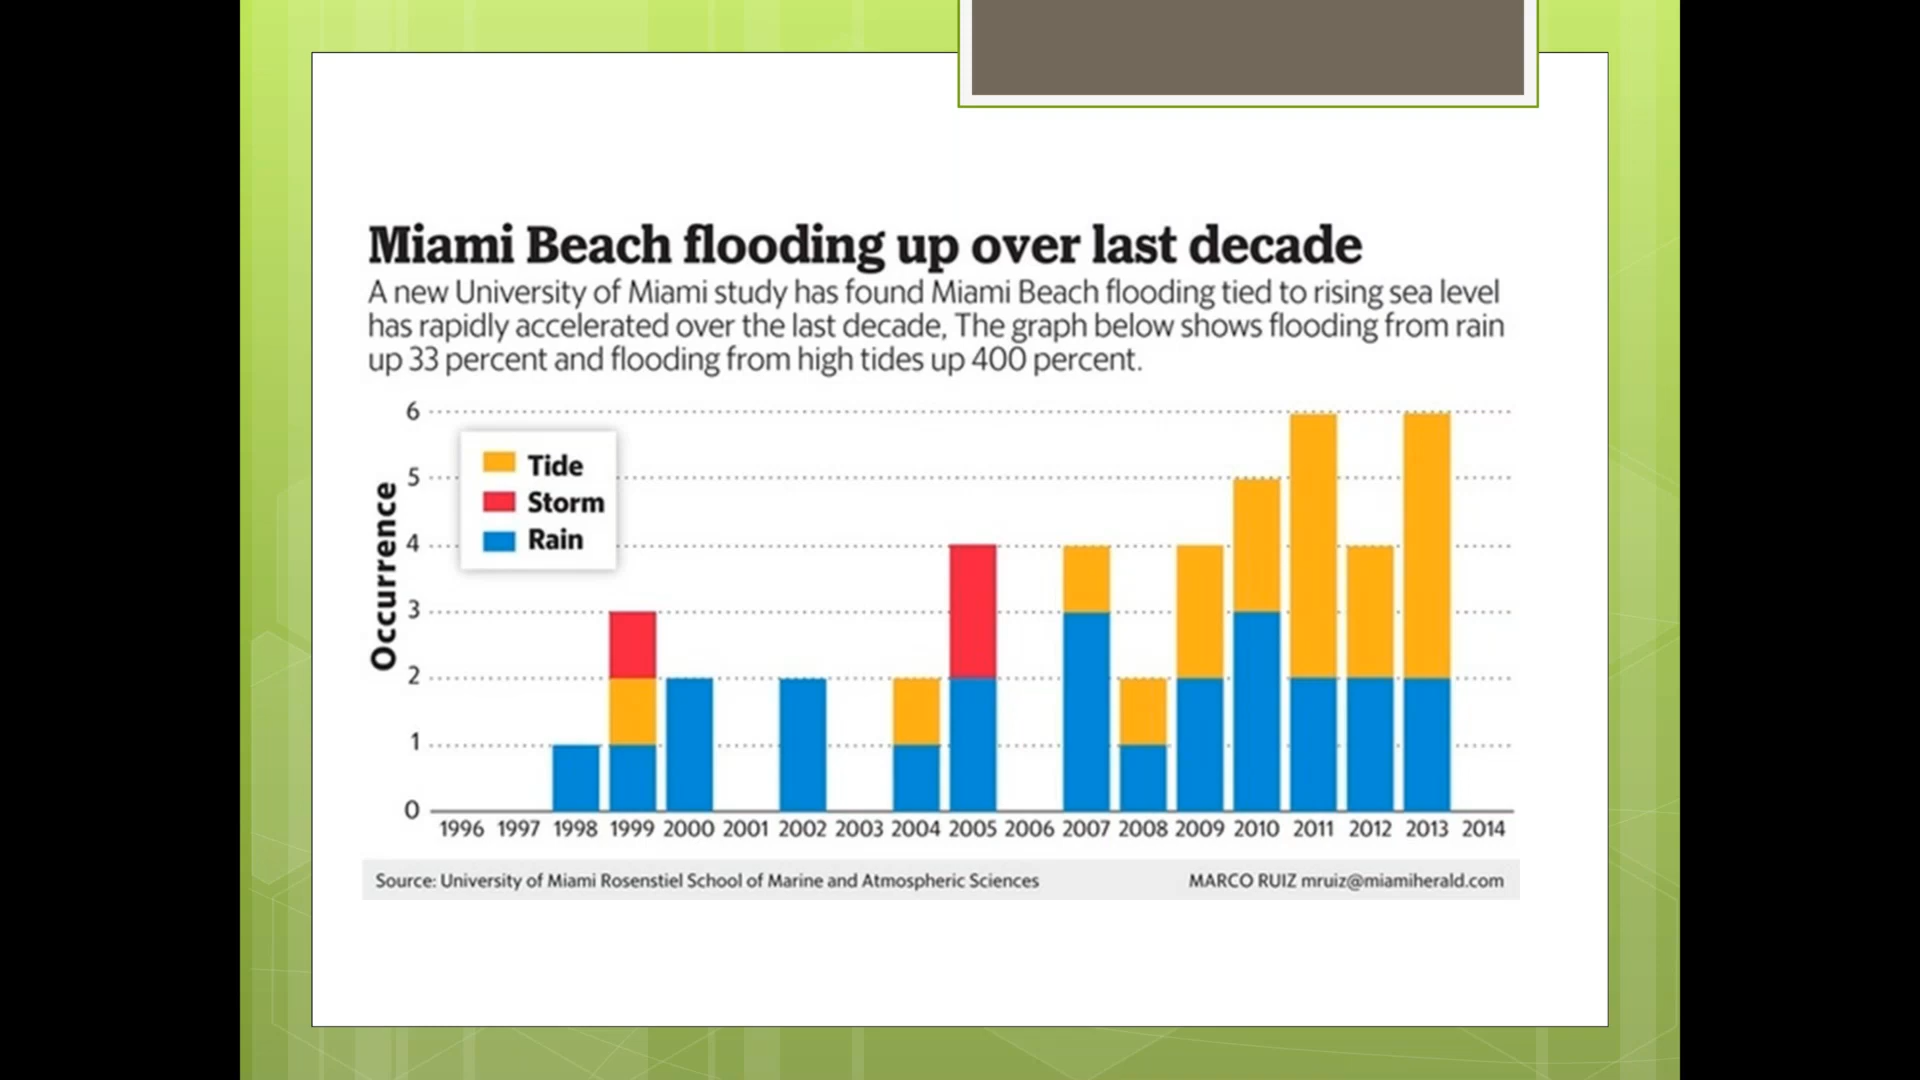 Miami Beach flooding up over last decade
A new University of Miami study has found Miami Beach flooding tied to rising sea level
has rapidly accelerated over the last decade, The graph below shows flooding from rain
up 33 percent and flooding from high tides up 400 percent.
Occurrence
6
5
4
3
2
1
0
Tide
Storm
Rain
1996 1997 1998 1999 2000 2001 2002 2003 2004 2005 2006 2007 2008 2009 2010 2011 2012 2013 2014
Source: University of Miami Rosenstiel School of Marine and Atmospheric Sciences MARCO RUIZ mruiz@miamiherald.com